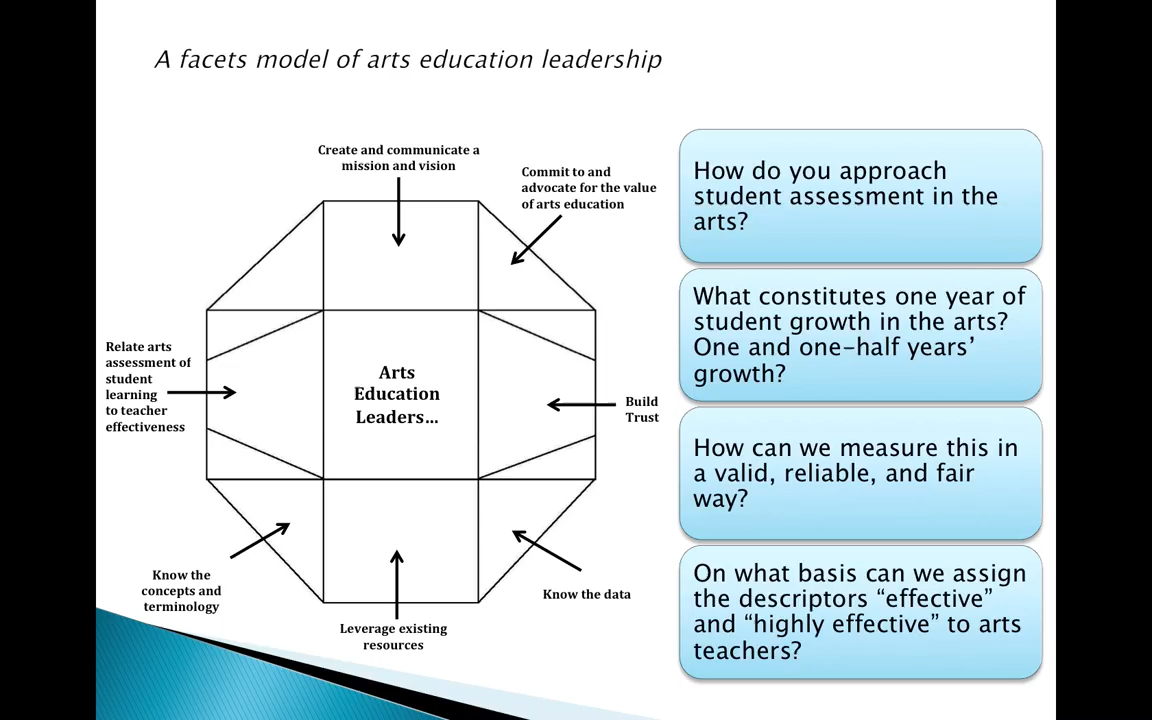 A facets model of arts education leadership
Create and communicate a
mission and vision
Commit to and
advocate for the value
of arts education
Relate arts
assessment of
student
learning
to teacher
effectiveness
Arts
Education
Leaders…
Build
Trust
Know the
concepts and
terminology
Leverage existing
resources
Know the data
How do you approach
student assessment in the
arts?
What constitutes one year of
student growth in the arts?
One and one-half years’
growth?
How can we measure this in
a valid, reliable, and fair
way?
On what basis can we assign
the descriptors “effective”
and “highly effective” to arts
teachers?